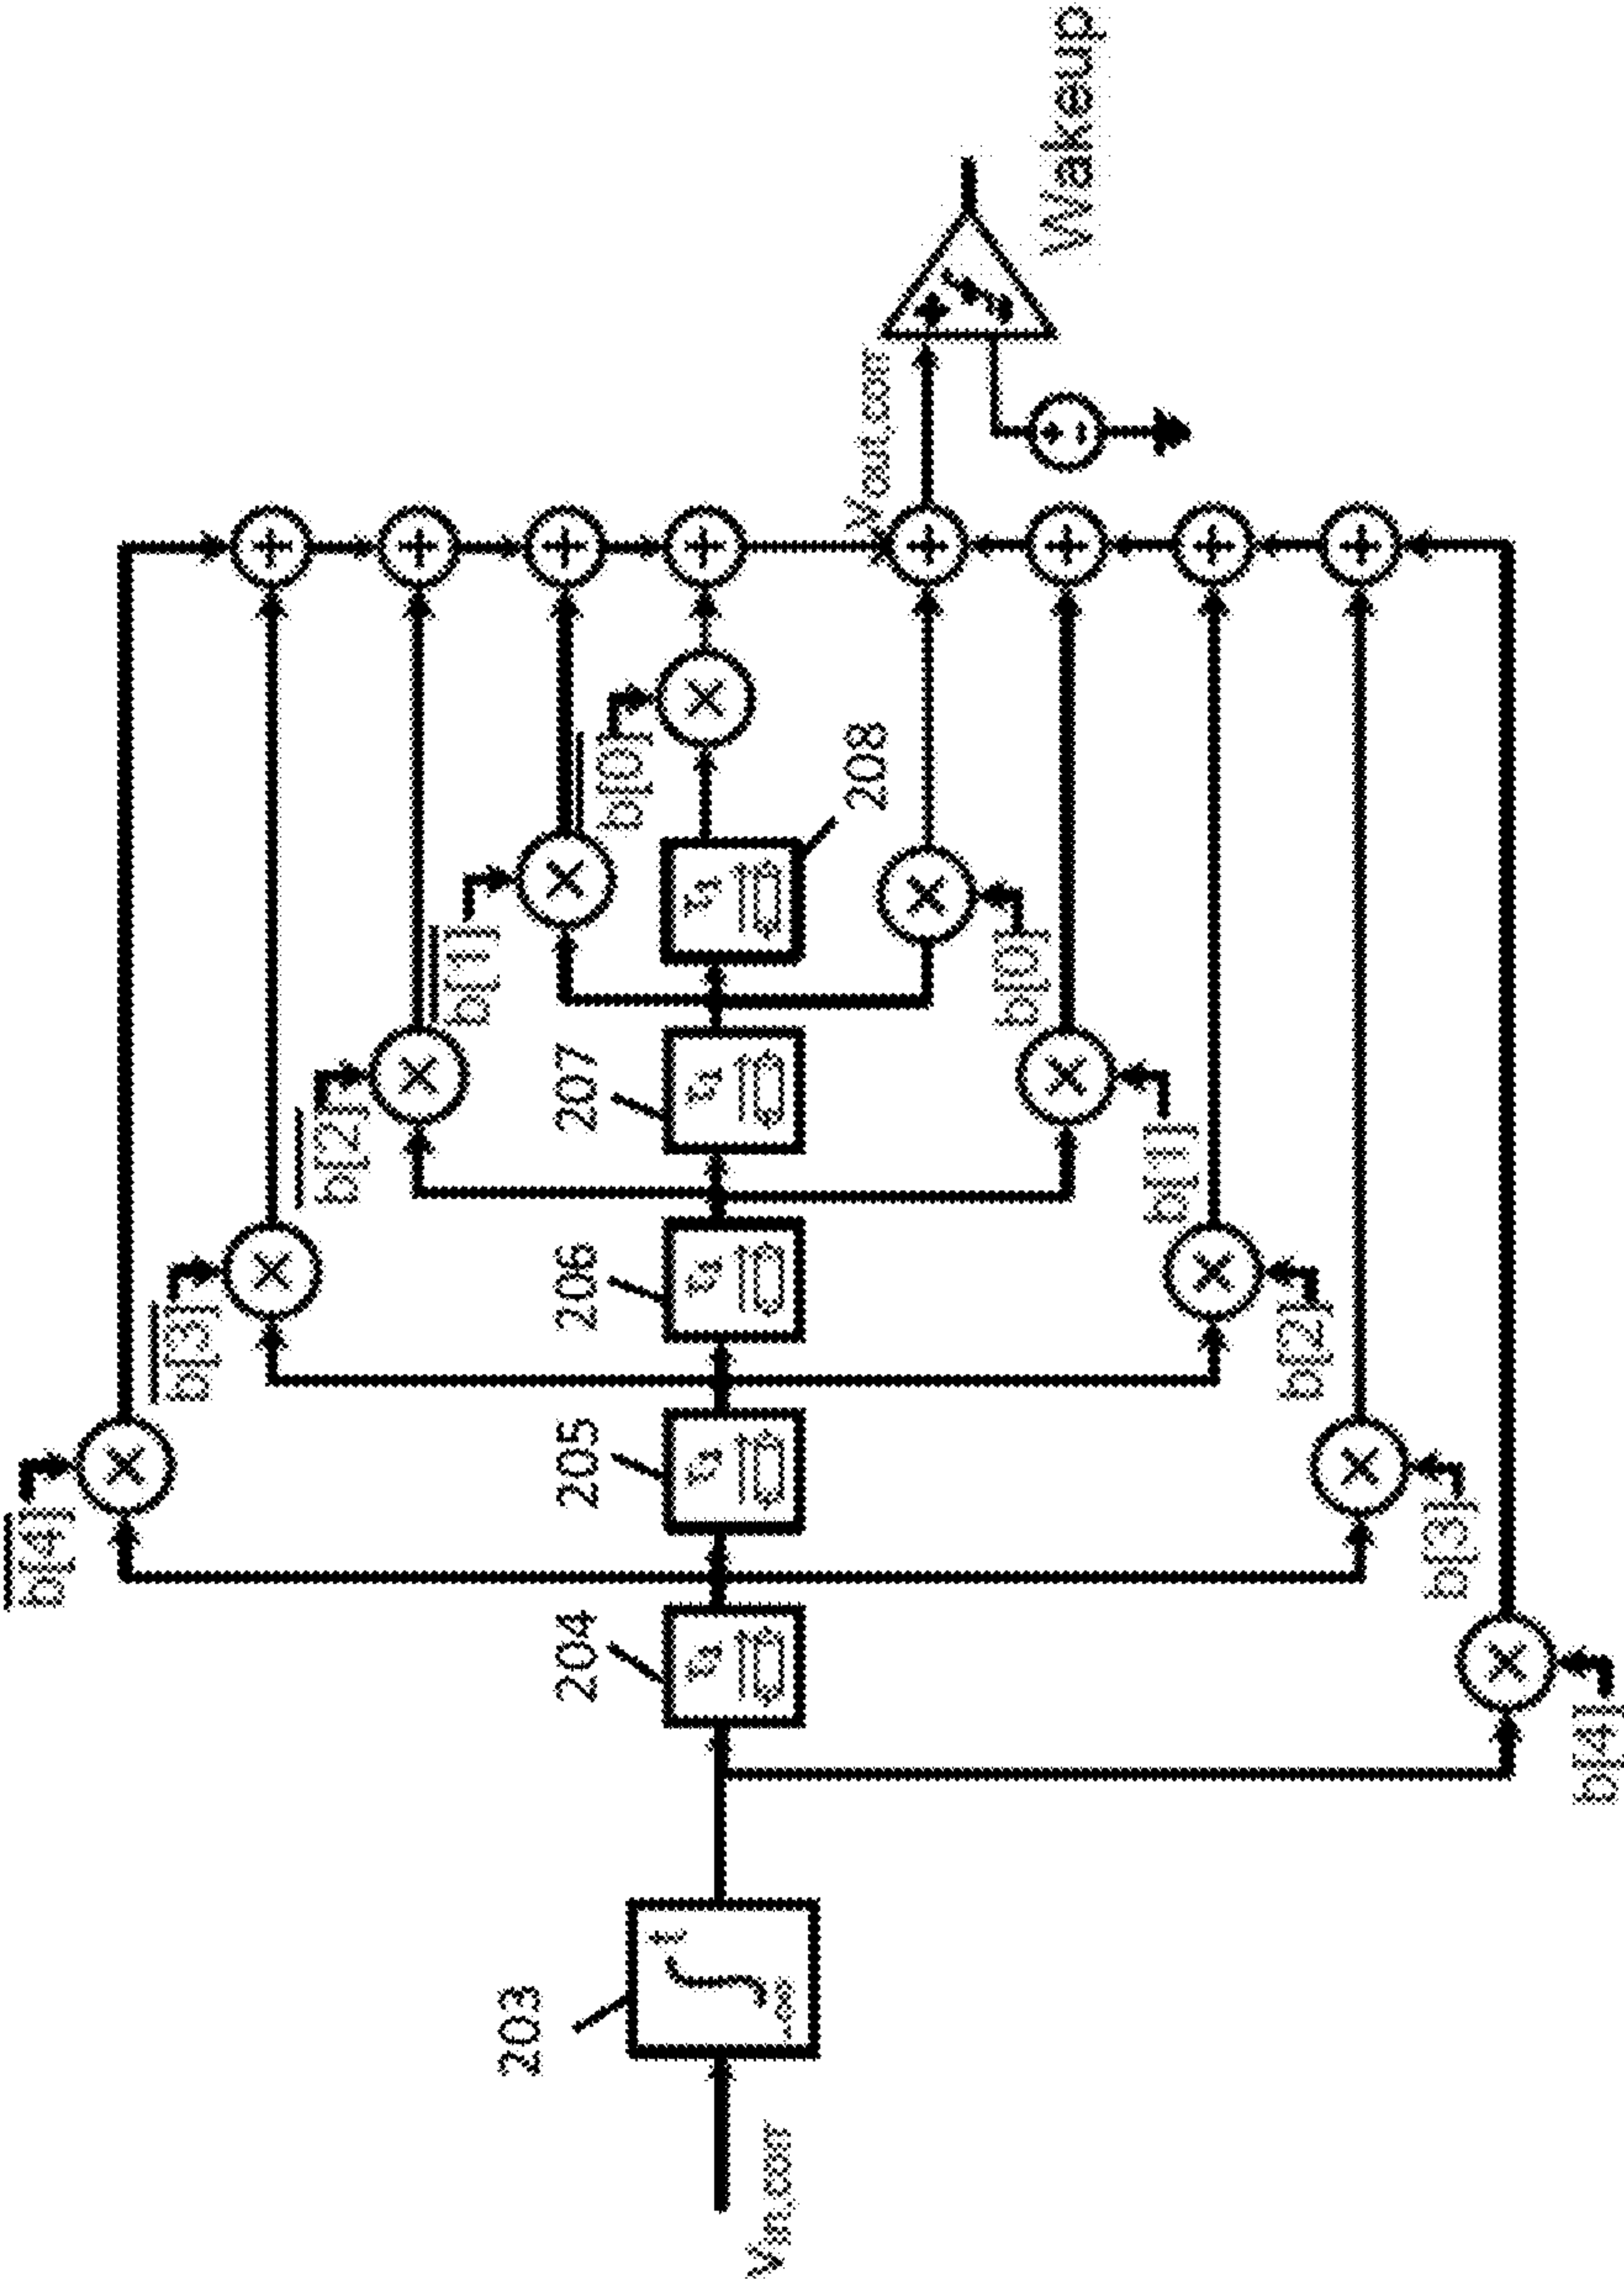 Vin,corr
203
204
205
206
207
208
b[4]
b[3]
b[2]
b[1]
b[0]
b[4]
b[3]
b[2]
b[1]
b[0]
∫
t
-∞
Vout,corr
Wakeup